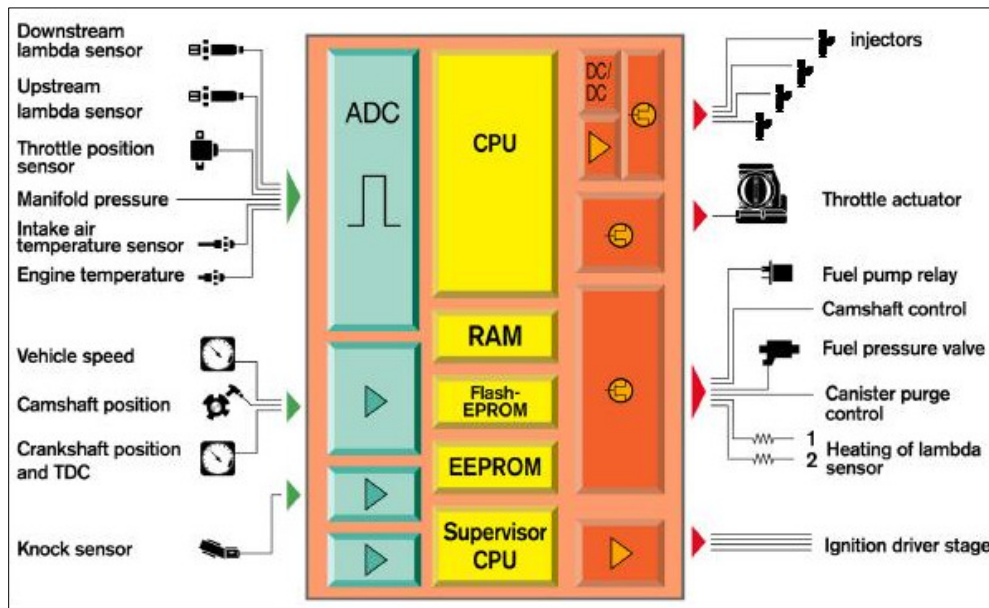 Downstream
lambda sensor
Upstream
lambda sensor
Throttle position
sensor
Manifold pressure
Intake air
temperature sensor
Engine temperature
Vehicle speed
Camshaft position
Crankshaft position
and TDC
Knock sensor
ADC
CPU
RAM
Flash-
EPROM
EEPROM
Supervisor
CPU
DC/
DC
injectors
Throttle actuator
Fuel pump relay
Camshaft control
Fuel pressure valve
Canister purge
control
1
2
Heating of lambda
sensor
Ignition driver stage